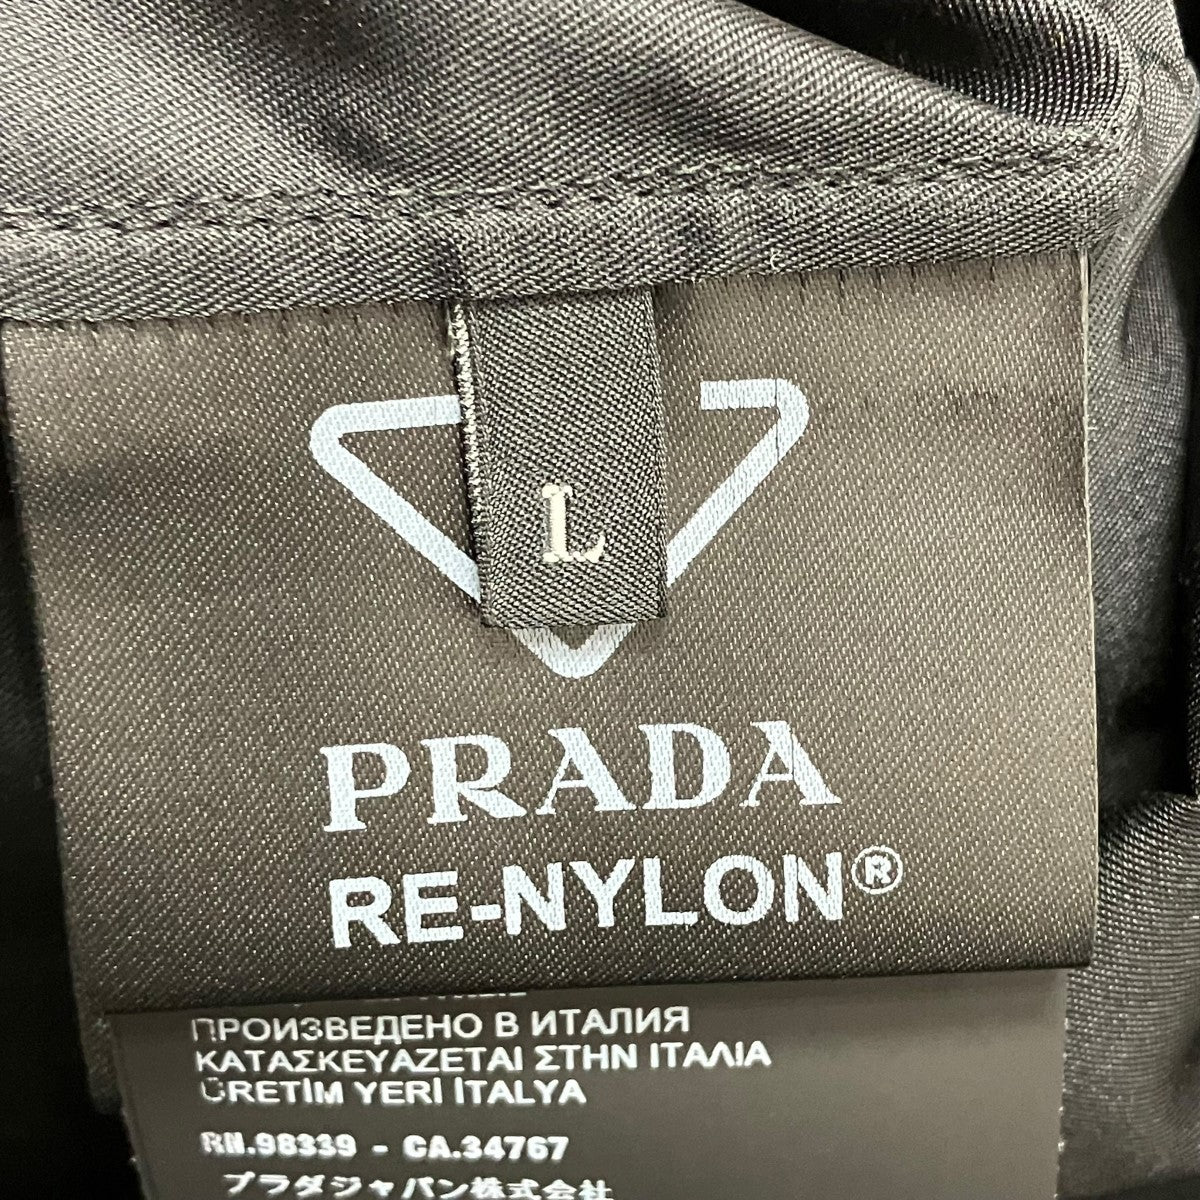 L
PRADA
RE-NYLON®
ПРОИЗВЕДЕНО В ИТАЛИЯ
ΚΑΤΑΣΚΕΥΑΖΕΤΑΙ ΣΤΗΝ ΙΤΑΛΙΑ
ÜRETİM YERİ İTALYA
RN.98339 - CA.34767
プラダジャパン株式会社